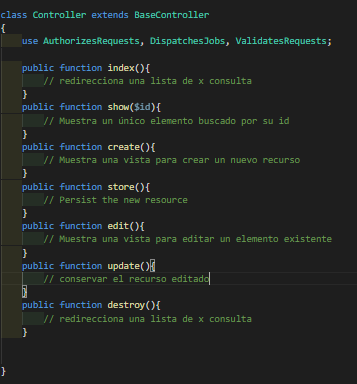 class Controller extends BaseController
{
    use AuthorizesRequests, DispatchesJobs, ValidatesRequests;
    public function index(){
        // redirecciona una lista de x consulta
    }
    public function show($id){
        // Muestra un único elemento buscado por su id
    }
    public function create(){
        // Muestra una vista para crear un nuevo recurso
    }
    public function store(){
        // Persist the new resource
    }
    public function edit(){
        // Muestra una vista para editar un elemento existente
    }
    public function update(){
        // conservar el recurso editado
    }
    public function destroy(){
        // redirecciona una lista de x consulta
    }
}